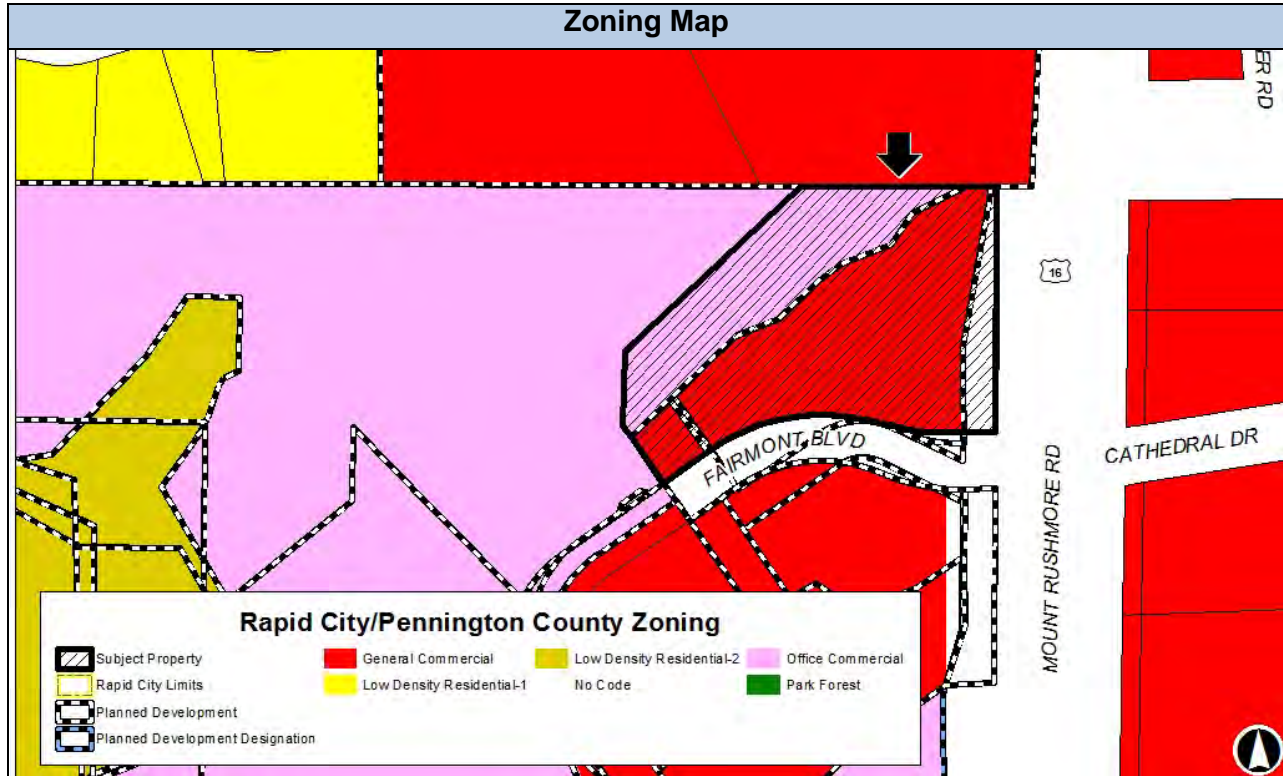 Zoning Map
ER RD
16
FAIRMONT BLVD
CATHEDRAL DR
MOUNT RUSHMORE RD
Rapid City/Pennington County Zoning
Subject Property
General Commercial
Low Density Residential-2
Office Commercial
Rapid City Limits
Low Density Residential-1
No Code
Park Forest
Planned Development
Planned Development Designation